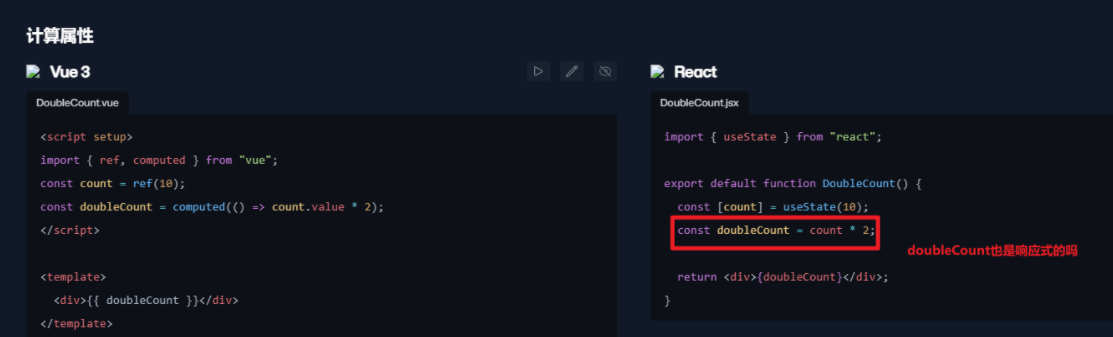 计算属性
Vue 3
DoubleCount.vue
<script setup>
import { ref, computed } from "vue";
const count = ref(10);
const doubleCount = computed(() => count.value * 2);
</script>
<template>
<div>{{ doubleCount }}</div>
</template>
React
DoubleCount.jsx
import { useState } from "react";
export default function DoubleCount() {
const [count] = useState(10);
const doubleCount = count * 2;
doubleCount也是响应式的吗
return <div>{doubleCount}</div>;
}